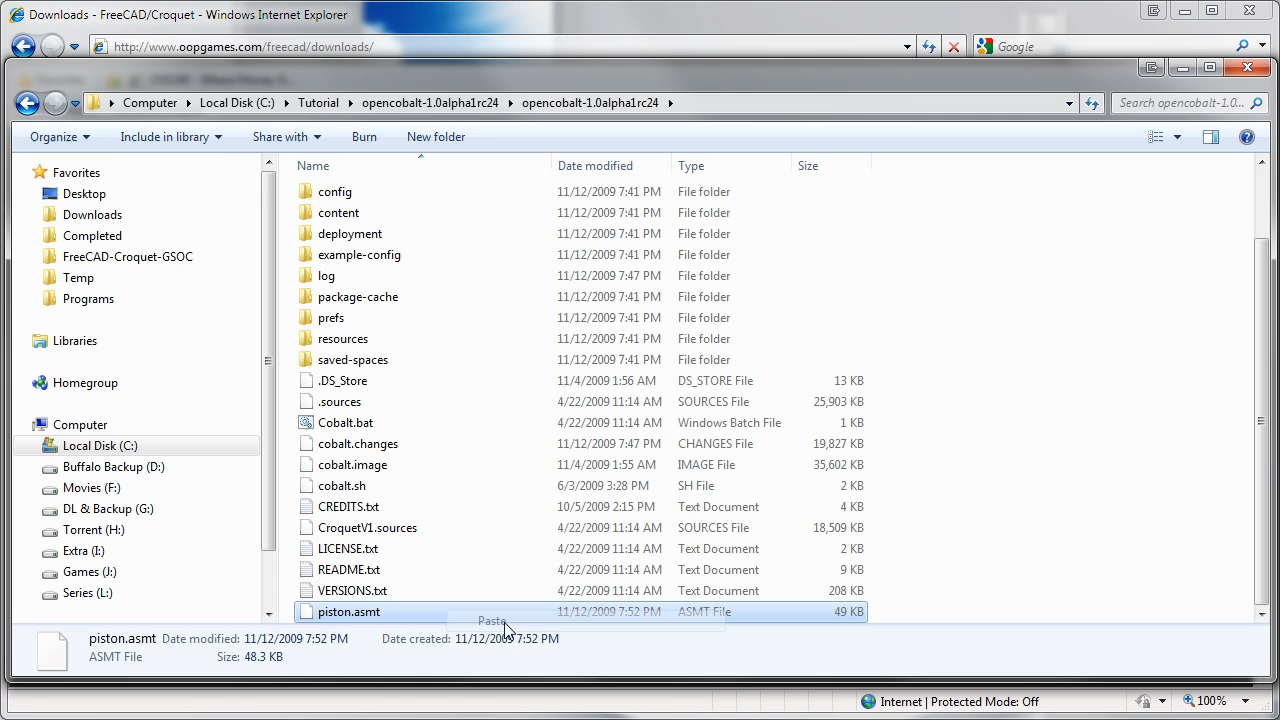 Downloads - FreeCAD/Croquet - Windows Internet Explorer
http://www.oopgames.com/freecad/downloads/
Google
Computer Local Disk (C:) Tutorial opencobalt-1.0alpha1rc24 opencobalt-1.0alpha1rc24
Search opencobalt-1.0...
Organize Include in library Share with Burn New folder
Name Date modified Type Size
Favorites
Desktop
Downloads
Completed
FreeCAD-Croquet-GSOC
Temp
Programs
Libraries
Homegroup
Computer
Local Disk (C:)
Buffalo Backup (D:)
Movies (F:)
DL & Backup (G:)
Torrent (H:)
Extra (I:)
Games (J:)
Series (L:)
config 11/12/2009 7:41 PM File folder
content 11/12/2009 7:41 PM File folder
deployment 11/12/2009 7:41 PM File folder
example-config 11/12/2009 7:41 PM File folder
log 11/12/2009 7:47 PM File folder
package-cache 11/12/2009 7:41 PM File folder
prefs 11/12/2009 7:41 PM File folder
resources 11/12/2009 7:41 PM File folder
saved-spaces 11/12/2009 7:41 PM File folder
.DS_Store 11/4/2009 1:56 AM DS_STORE File 13 KB
.sources 4/22/2009 11:14 AM SOURCES File 25,903 KB
Cobalt.bat 4/22/2009 11:14 AM Windows Batch File 1 KB
cobalt.changes 11/12/2009 7:47 PM CHANGES File 19,827 KB
cobalt.image 11/4/2009 1:55 AM IMAGE File 35,602 KB
cobalt.sh 6/3/2009 3:28 PM SH File 2 KB
CREDITS.txt 10/5/2009 2:15 PM Text Document 4 KB
CroquetV1.sources 4/22/2009 11:14 AM SOURCES File 18,509 KB
LICENSE.txt 4/22/2009 11:14 AM Text Document 2 KB
README.txt 4/22/2009 11:14 AM Text Document 9 KB
VERSIONS.txt 4/22/2009 11:14 AM Text Document 208 KB
piston.asmt 11/12/2009 7:52 PM ASMT File 49 KB
Paste
piston.asmt Date modified: 11/12/2009 7:52 PM Date created: 11/12/2009 7:52 PM
ASMT File Size: 48.3 KB
Internet | Protected Mode: Off 100%